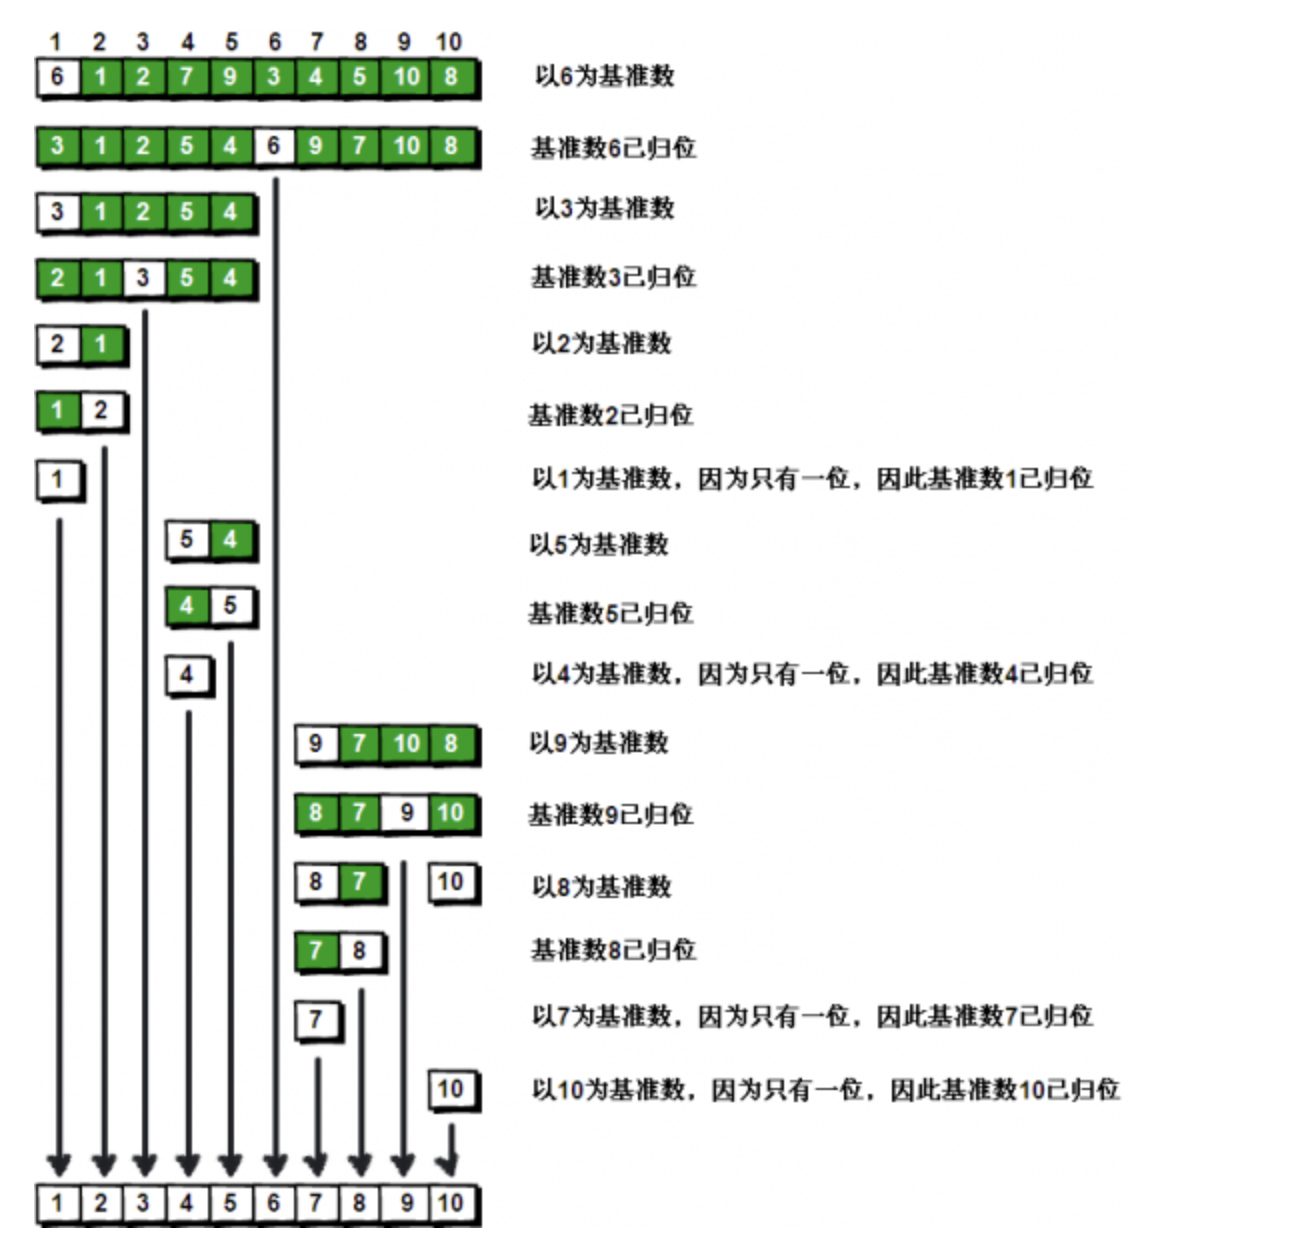 1 2 3 4 5 6 7 8 9 10
6 1 2 7 9 3 4 5 10 8 以6为基准数
3 1 2 5 4 6 9 7 10 8 基准数6已归位
3 1 2 5 4 以3为基准数
2 1 3 5 4 基准数3已归位
2 1 以2为基准数
1 2 基准数2已归位
1 以1为基准数，因为只有一位，因此基准数1已归位
5 4 以5为基准数
4 5 基准数5已归位
4 以4为基准数，因为只有一位，因此基准数4已归位
9 7 10 8 以9为基准数
8 7 9 10 基准数9已归位
8 7 10 以8为基准数
7 8 基准数8已归位
7 以7为基准数，因为只有一位，因此基准数7已归位
10 以10为基准数，因为只有一位，因此基准数10已归位
1 2 3 4 5 6 7 8 9 10